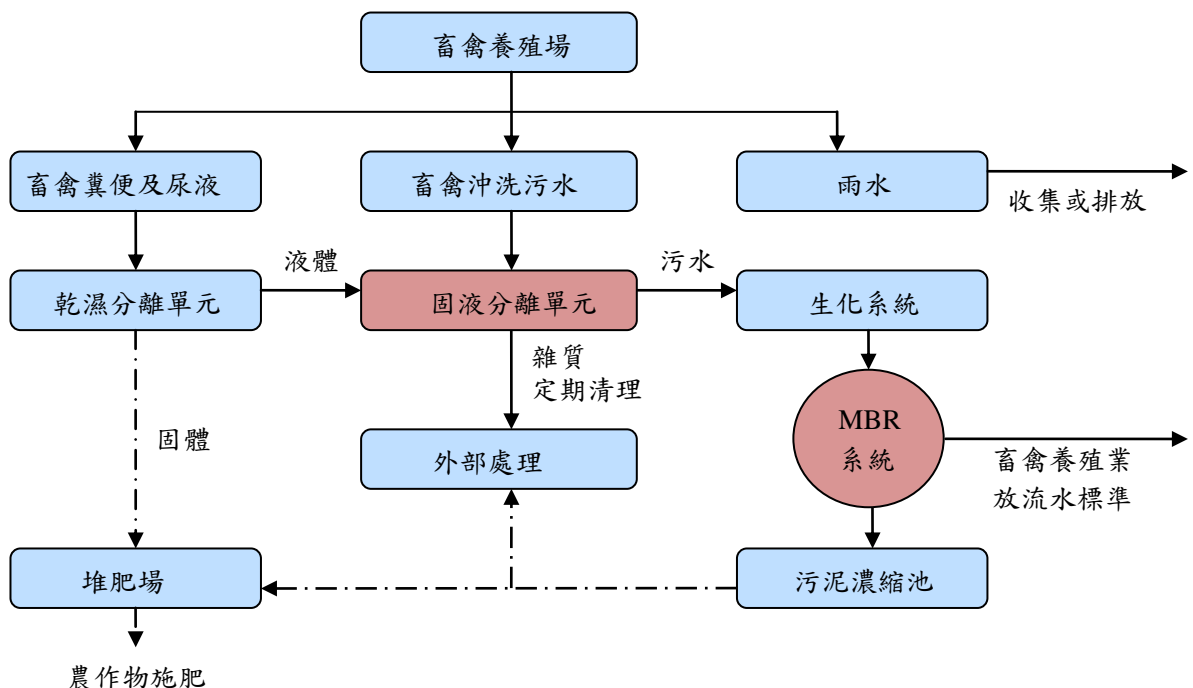 畜禽養殖場
畜禽糞便及尿液
畜禽沖洗污水
雨水
收集或排放
液體
污水
乾濕分離單元
固液分離單元
生化系統
雜質
定期清理
MBR
系統
固體
外部處理
畜禽養殖業
放流水標準
堆肥場
污泥濃縮池
農作物施肥